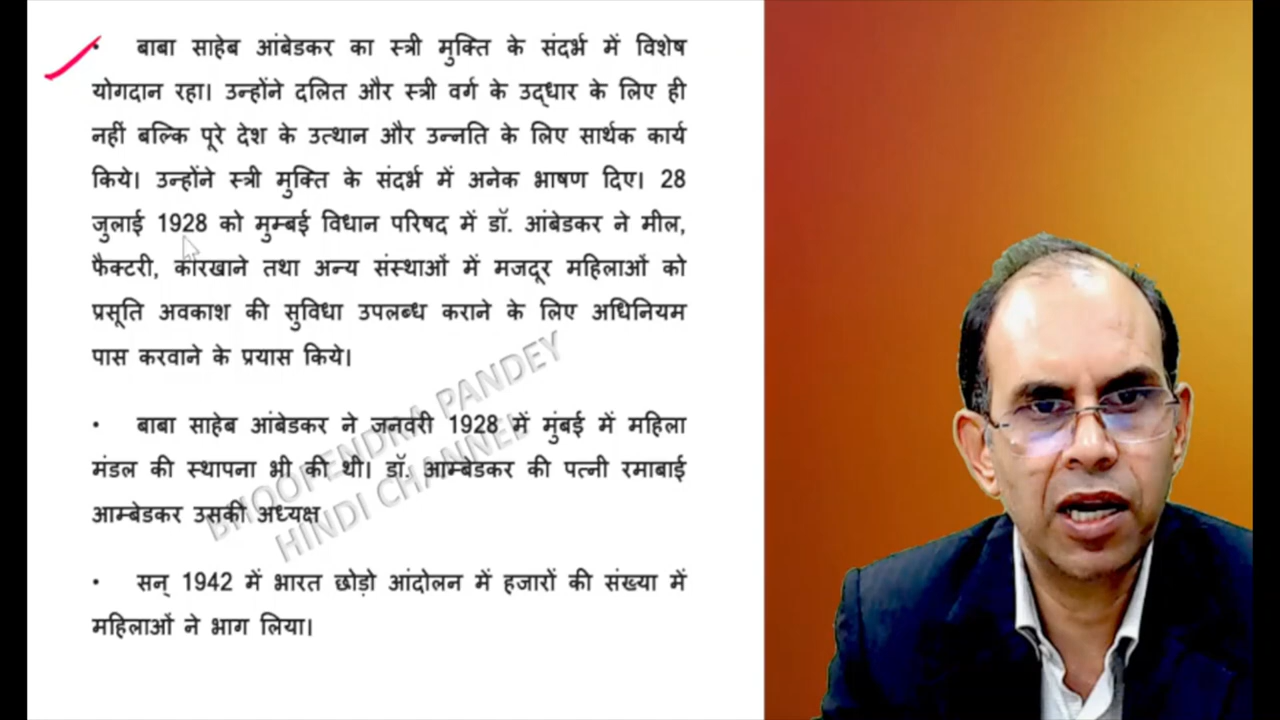 • बाबा साहेब आंबेडकर का स्त्री मुक्ति के संदर्भ में विशेष
योगदान रहा। उन्होंने दलित और स्त्री वर्ग के उद्धार के लिए ही
नहीं बल्कि पूरे देश के उत्थान और उन्नति के लिए सार्थक कार्य
किये। उन्होंने स्त्री मुक्ति के संदर्भ में अनेक भाषण दिए। 28
जुलाई 1928 को मुम्बई विधान परिषद में डॉ. आंबेडकर ने मील,
फैक्टरी, कारखाने तथा अन्य संस्थाओं में मजदूर महिलाओं को
प्रसूति अवकाश की सुविधा उपलब्ध कराने के लिए अधिनियम
पास करवाने के प्रयास किये।
• बाबा साहेब आंबेडकर ने जनवरी 1928 में मुंबई में महिला
मंडल की स्थापना भी की थी। डॉ. आम्बेडकर की पत्नी रमाबाई
आम्बेडकर उसकी अध्यक्ष
• सन् 1942 में भारत छोड़ो आंदोलन में हजारों की संख्या में
महिलाओं ने भाग लिया।
BHOOPENDRA PANDEY
HINDI CHANNEL